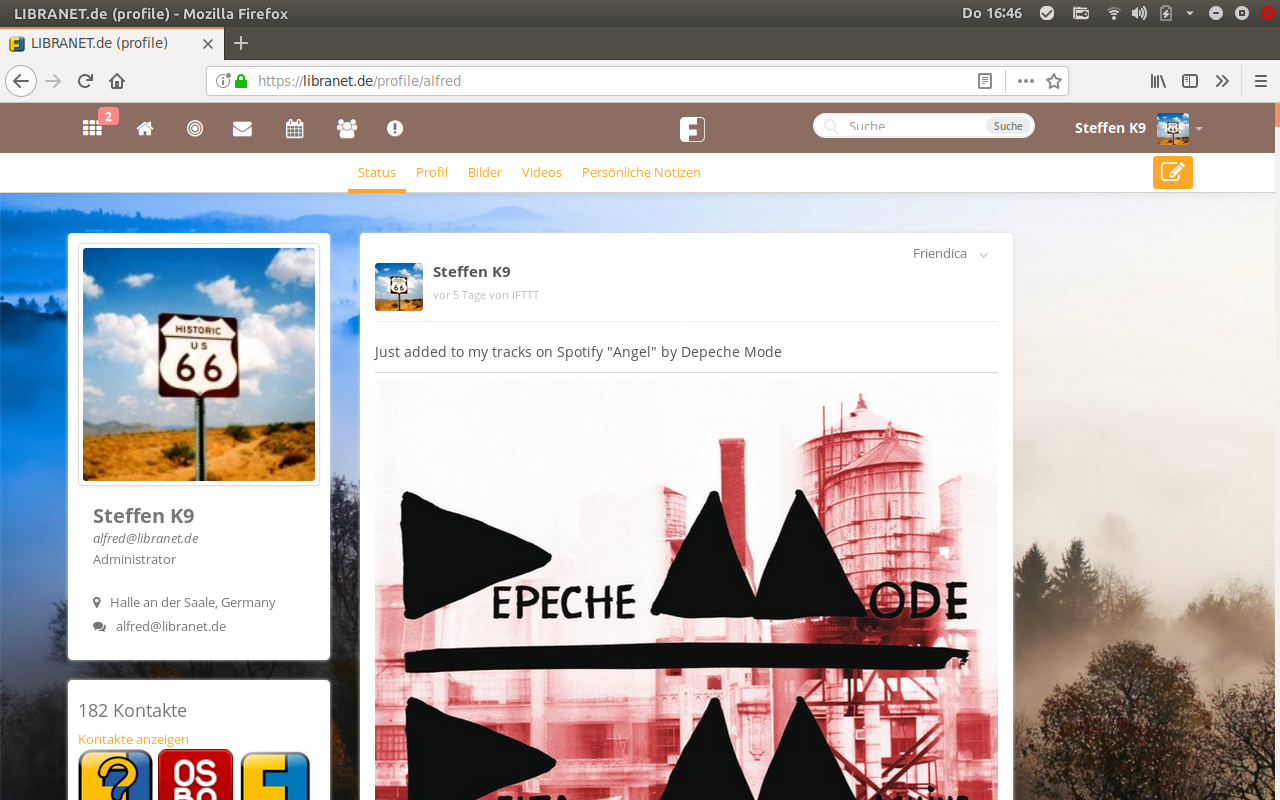 LIBRANET.de (profile) - Mozilla Firefox
Do 16:46
LIBRANET.de (profile)
https://libranet.de/profile/alfred
2
Suche
Suche
Steffen K9
Status
Profil
Bilder
Videos
Persönliche Notizen
HISTORIC
US
66
Steffen K9
alfred@libranet.de
Administrator
Halle an der Saale, Germany
alfred@libranet.de
182 Kontakte
Kontakte anzeigen
OS
BO
Steffen K9
vor 5 Tage von IFTTT
Friendica
Just added to my tracks on Spotify "Angel" by Depeche Mode
EPECHE
ODE